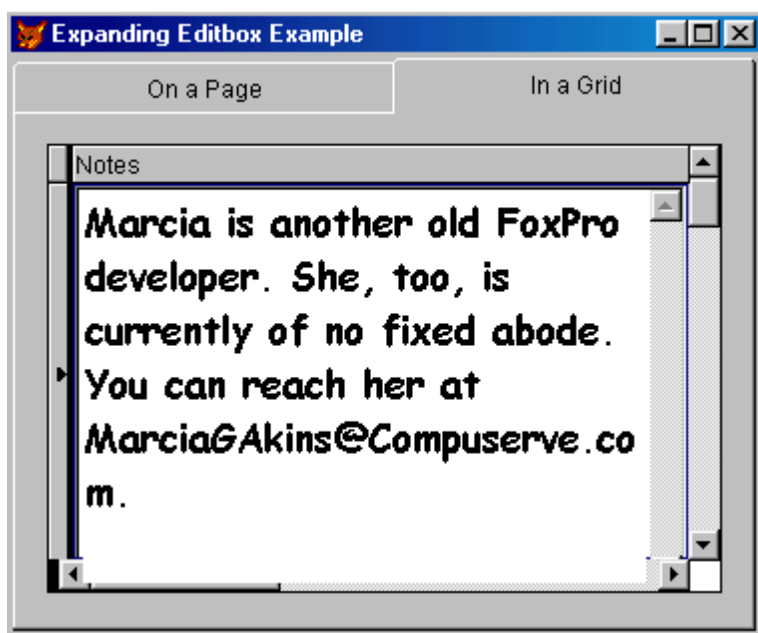 Expanding Editbox Example
On a Page
In a Grid
Notes
Marcia is another old FoxPro
developer. She, too, is
currently of no fixed abode.
You can reach her at
MarciaGAkins@Compuserve.co
m.